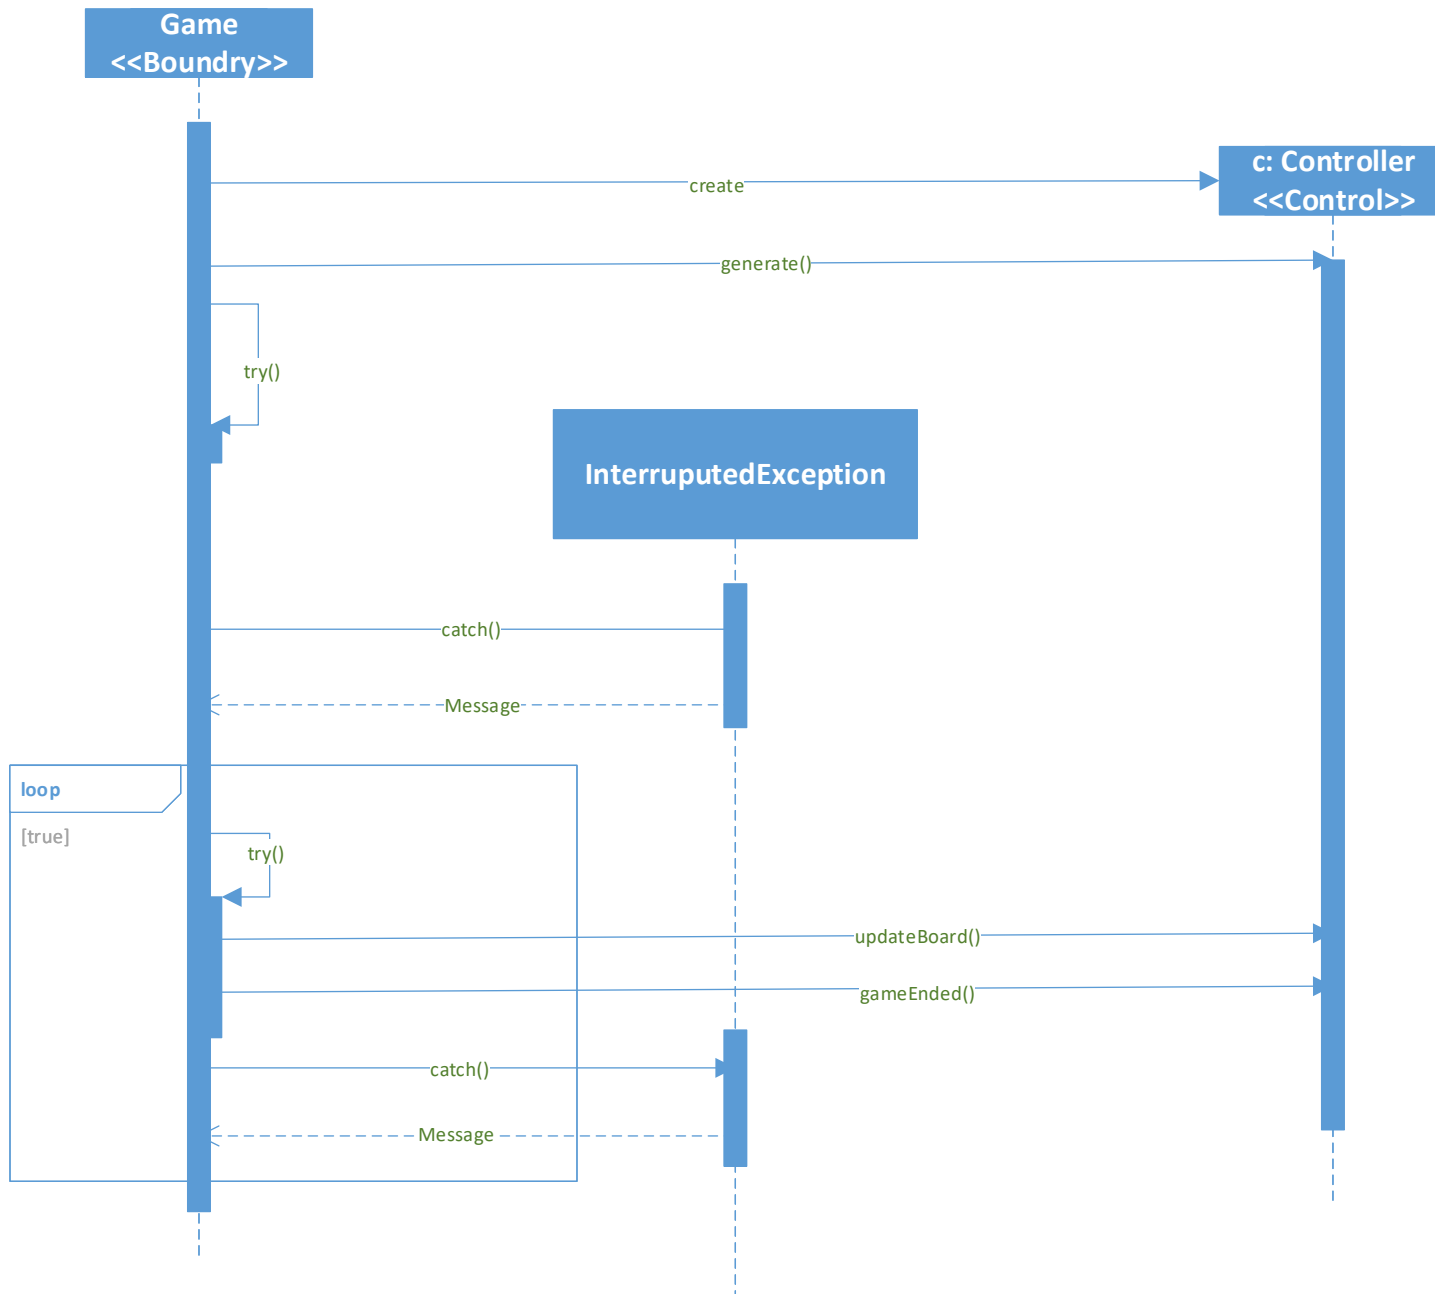 Game
<<Boundry>>
c: Controller
<<Control>>
create
generate()
try()
InterruputedException
catch()
Message
loop
[true]
try()
updateBoard()
gameEnded()
catch()
Message